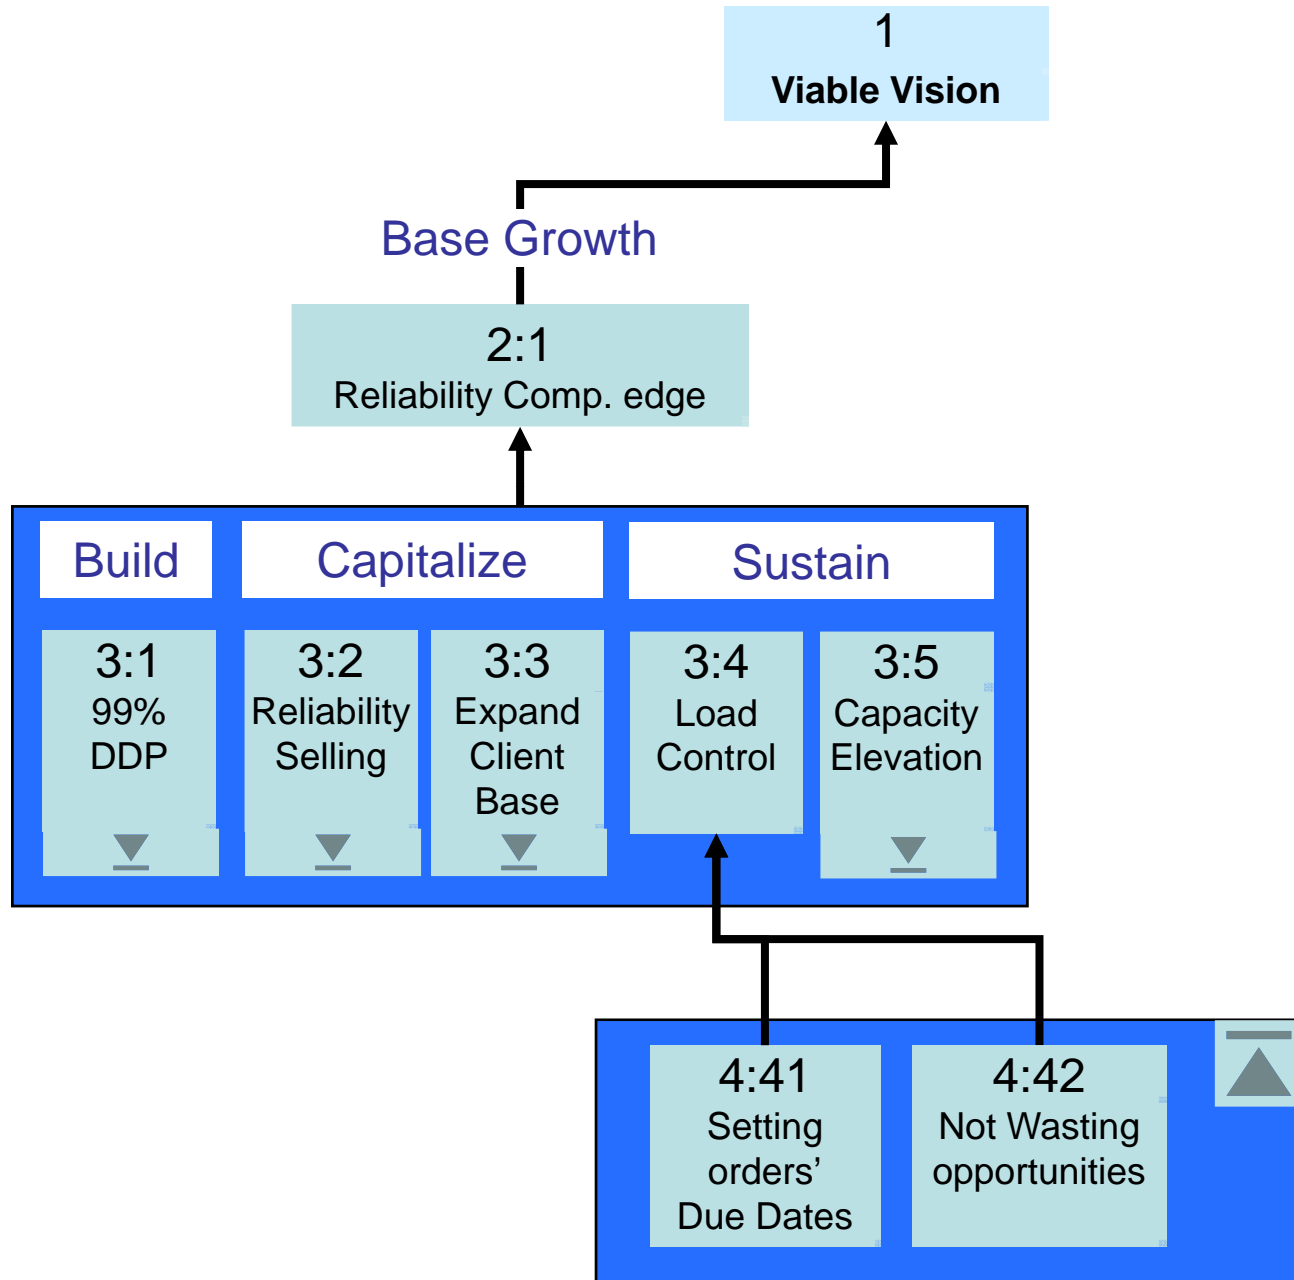 1
Viable Vision
Base Growth
2:1
Reliability Comp. edge
Build
Capitalize
Sustain
3:1
99%
DDP
3:2
Reliability
Selling
3:3
Expand
Client
Base
3:4
Load
Control
3:5
Capacity
Elevation
4:41
Setting
orders’
Due Dates
4:42
Not Wasting
opportunities